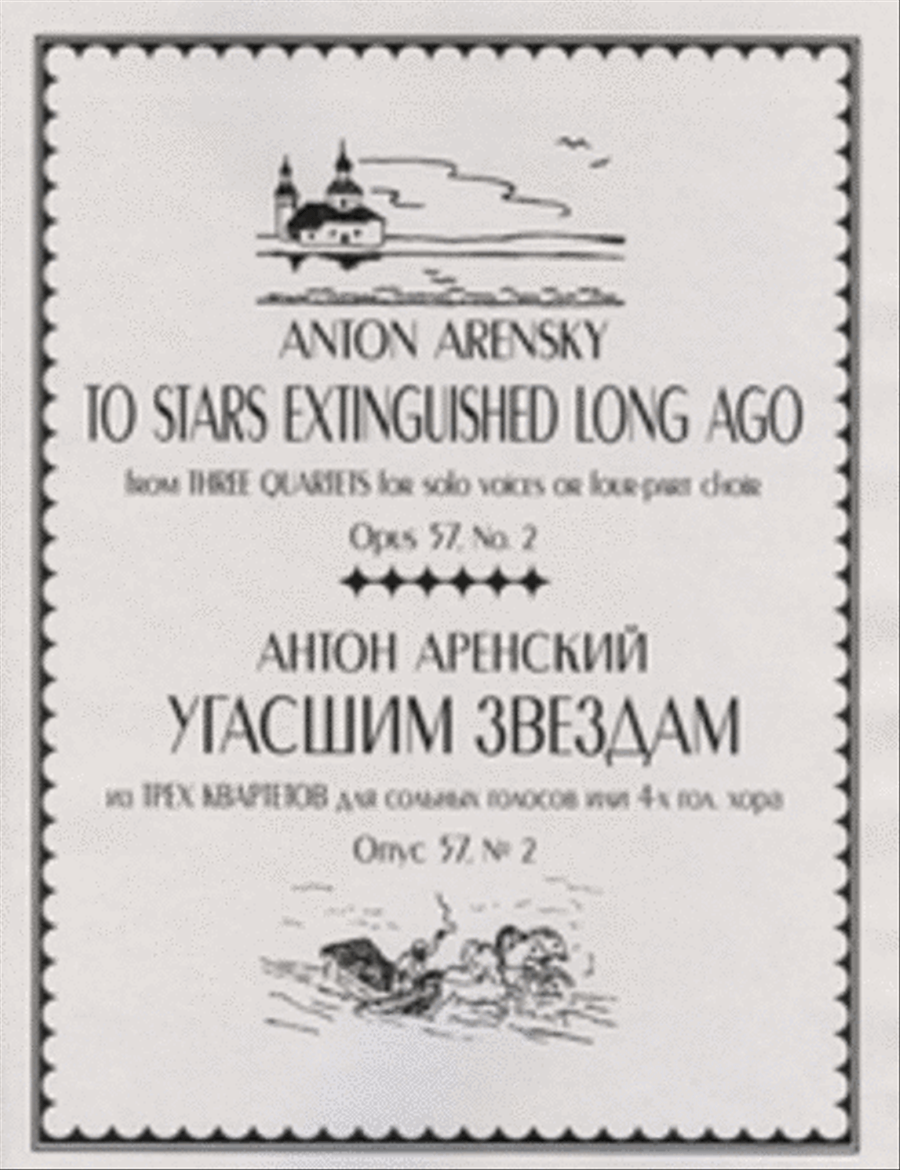 ANTON ARENSKY
TO STARS EXTINGUISHED LONG AGO
from THREE QUARTETS for solo voices or four-part choir
Opus 57, No. 2
АНТОН АРЕНСКИЙ
УГАСШИМ ЗВЕЗДАМ
из ТРЕХ КВАРТЕТОВ для сольных голосов или 4-х гол. хора
Опус 57, № 2